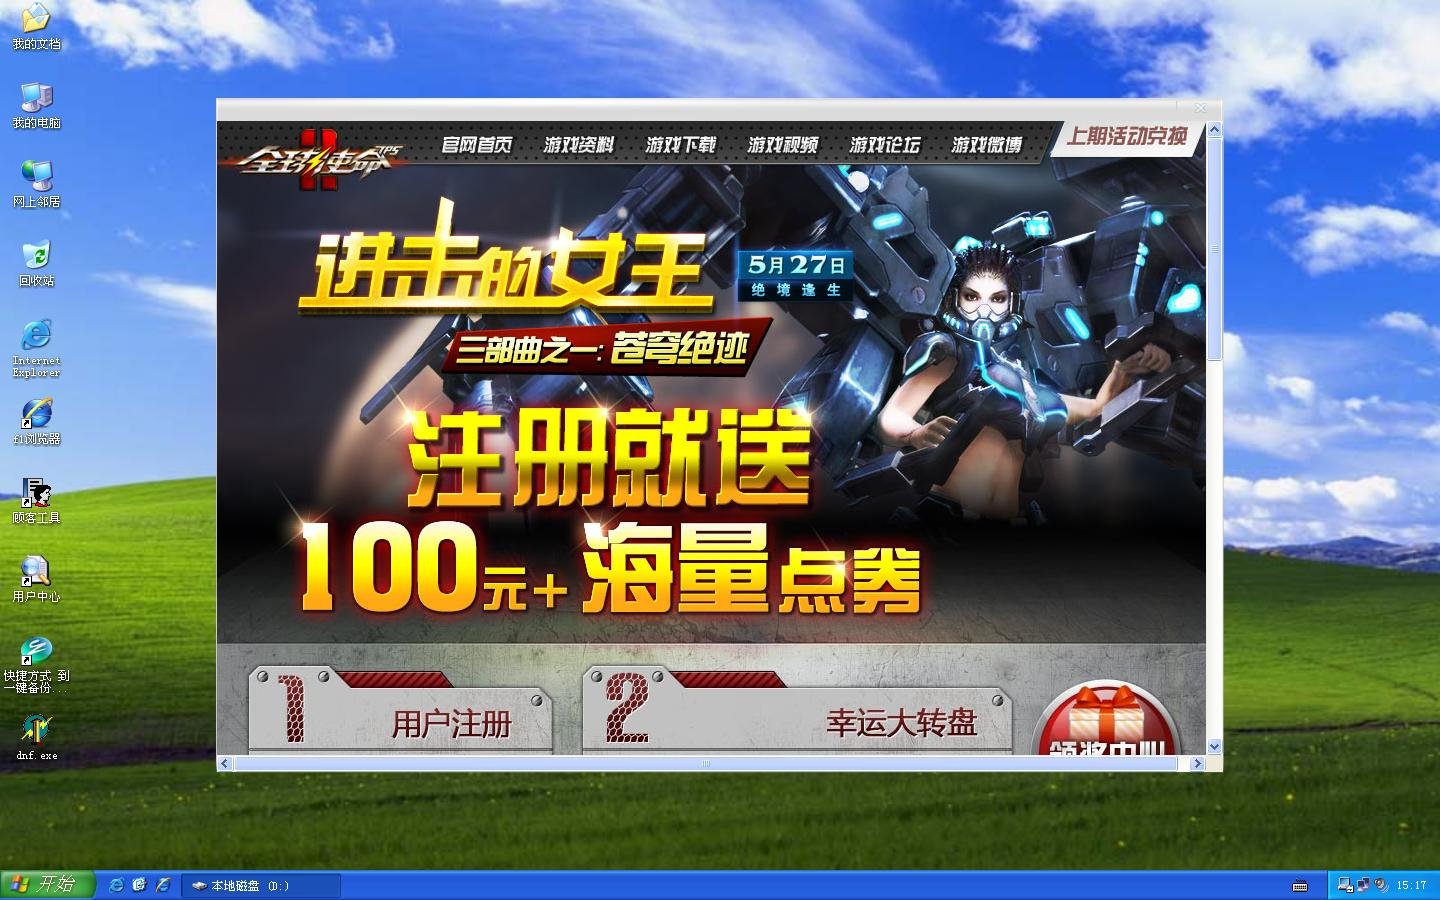 我的文档
我的电脑
网上邻居
回收站
Internet
Explorer
f1浏览器
顾客工具
用户中心
快捷方式 到
一键备份...
dnf.exe
全球使命 TPS
官网首页 游戏资料 游戏下载 游戏视频 游戏论坛 游戏微博
上期活动兑换
进击的女王
5月27日
绝境逢生
三部曲之一: 苍穹绝迹
注册就送
100元+海量点券
1 用户注册
2 幸运大转盘
领奖中心
开始
本地磁盘 (D:)
15:17